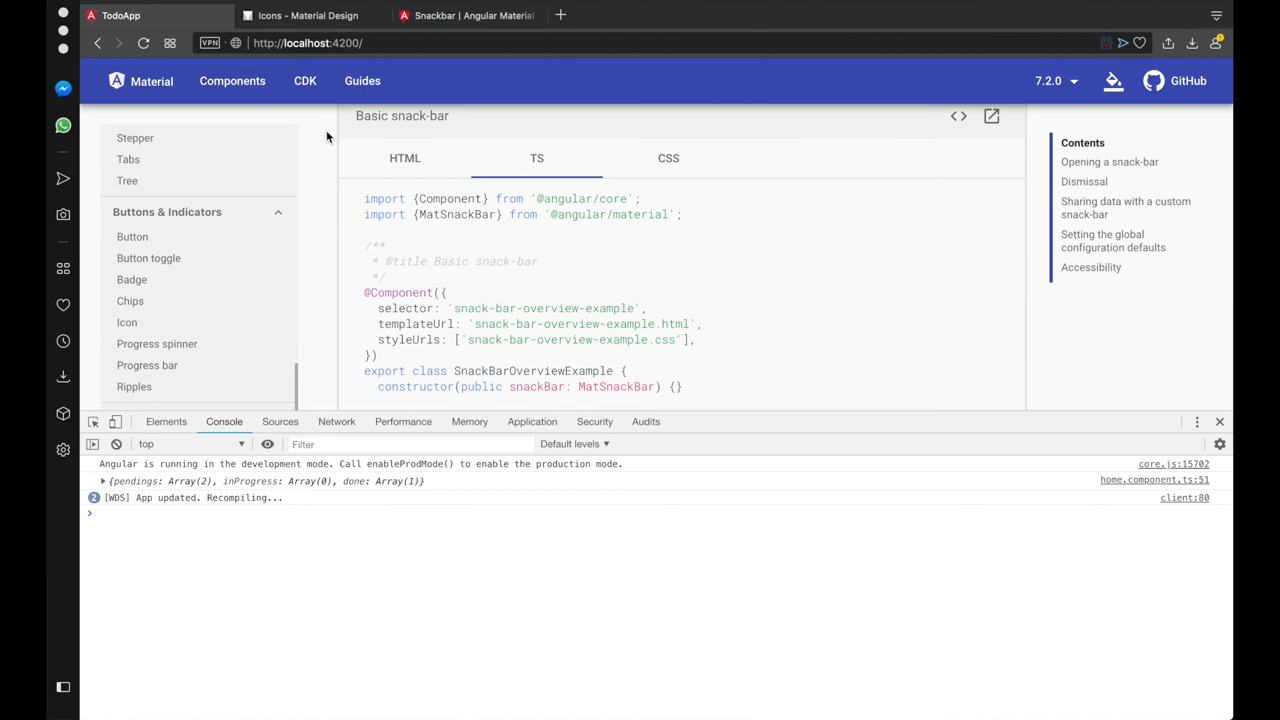 TodoApp
Icons - Material Design
Snackbar | Angular Material
VPN
http://localhost:4200/
Material
Components
CDK
Guides
7.2.0
GitHub
Stepper
Tabs
Tree
Buttons & Indicators
Button
Button toggle
Badge
Chips
Icon
Progress spinner
Progress bar
Ripples
Basic snack-bar
HTML
TS
CSS
import {Component} from '@angular/core';
import {MatSnackBar} from '@angular/material';
/**
* @title Basic snack-bar
*/
@Component({
selector: 'snack-bar-overview-example',
templateUrl: 'snack-bar-overview-example.html',
styleUrls: ['snack-bar-overview-example.css'],
})
export class SnackBarOverviewExample {
constructor(public snackBar: MatSnackBar) {}
Contents
Opening a snack-bar
Dismissal
Sharing data with a custom
snack-bar
Setting the global
configuration defaults
Accessibility
Elements
Console
Sources
Network
Performance
Memory
Application
Security
Audits
top
Filter
Default levels
Angular is running in the development mode. Call enableProdMode() to enable the production mode.
core.js:15702
{pendings: Array(2), inProgress: Array(0), done: Array(1)}
home.component.ts:51
2 [WDS] App updated. Recompiling...
client:80